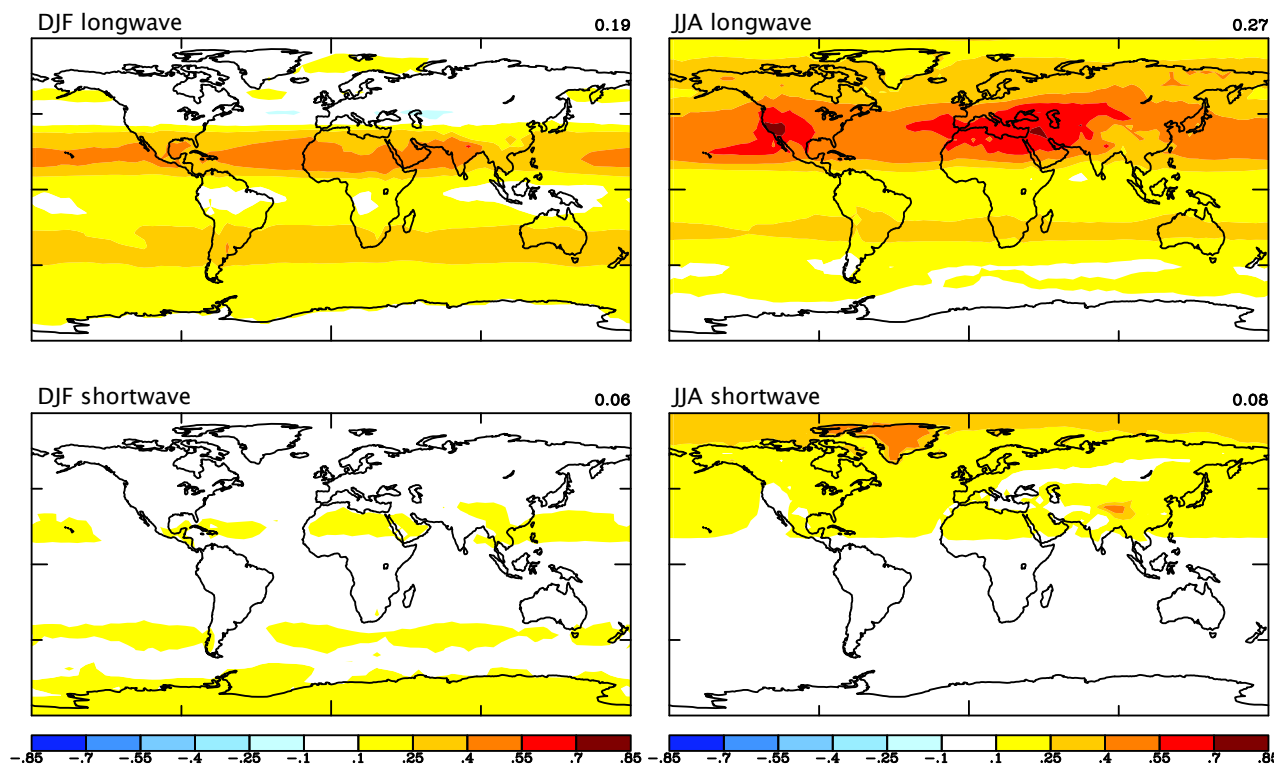 DJF longwave 0.19
JJA longwave 0.27
DJF shortwave 0.06
JJA shortwave 0.08
-.85 -.7 -.55 -.4 -.25 -.1 .1 .25 .4 .55 .7 .85
-.85 -.7 -.55 -.4 -.25 -.1 .1 .25 .4 .55 .7 .85